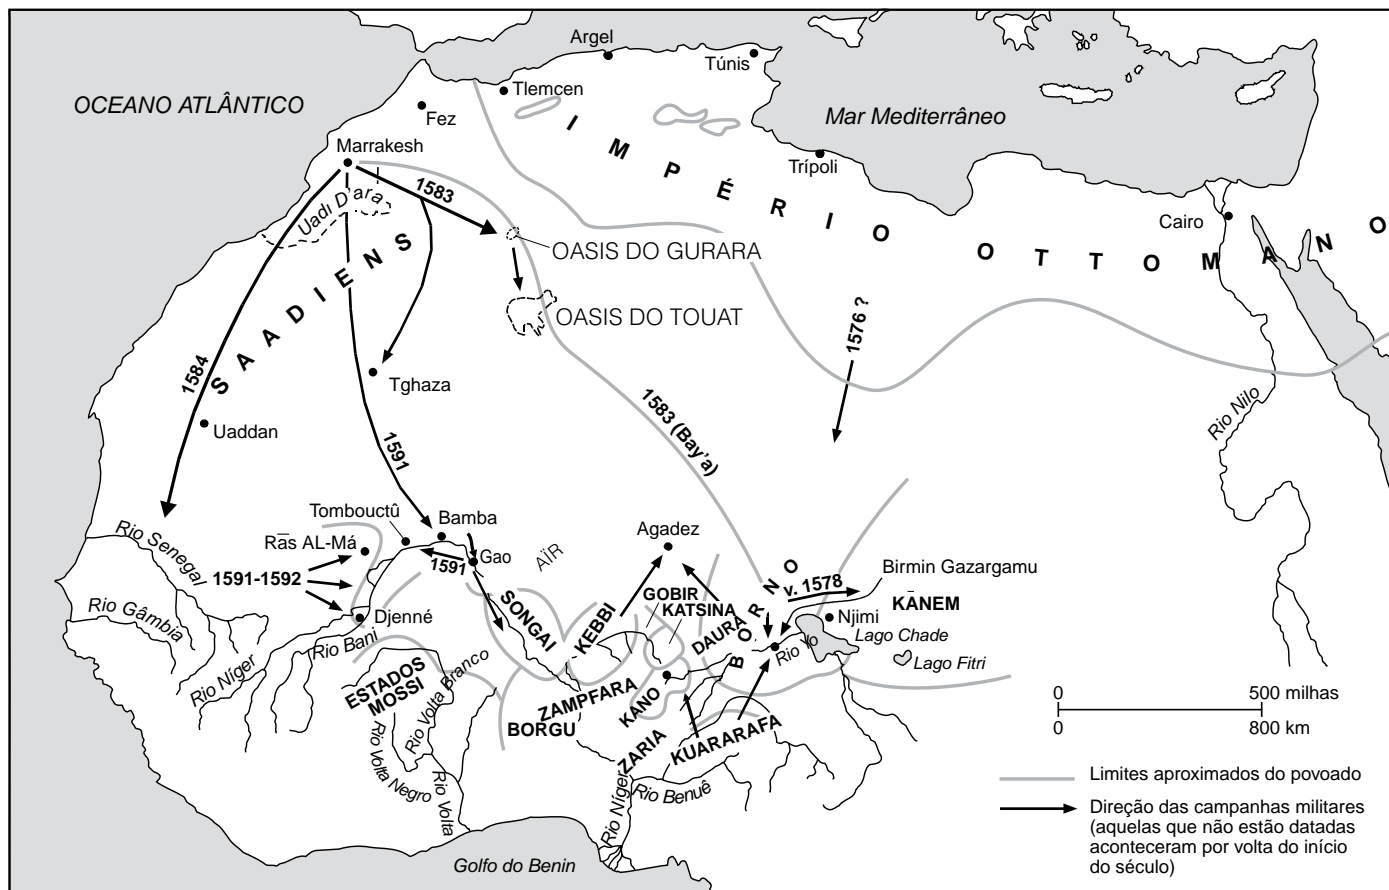 OCEANO ATLÂNTICO
Argel
Túnis
Tlemcen
Fez
Mar Mediterrâneo
Marrakesh
Trípoli
IMPÉRIO OTTOMANO
Cairo
1583
Uadi D'ara
SAADIENS
OASIS DO GURARA
OASIS DO TOUAT
1576 ?
1584
Tghaza
1583 (Bay'a)
Rio Nilo
Uaddan
1591
Rio Senegal
Tombouctû
Bamba
Rās AL-Má
Gao
1591
AÏR
Agadez
1591-1592
BORNO
v. 1578
Birmin Gazargamu
KĀNEM
GOBIR
KATSINA
Njimi
Rio Gâmbia
Djenné
SONGAI
KEBBI
DAURA
Rio Yo
Lago Chade
Lago Fitri
Rio Bani
Rio Níger
ESTADOS
MOSSI
Rio Volta Branco
ZAMPFARA
KANO
BORGU
ZARIA
KUARARAFA
0 500 milhas
0 800 km
Rio Volta Negro
Rio Volta
Rio Níger
Rio Benuê
Limites aproximados do povoado
Direção das campanhas militares
(aquelas que não estão datadas
aconteceram por volta do início
do século)
Golfo do Benin